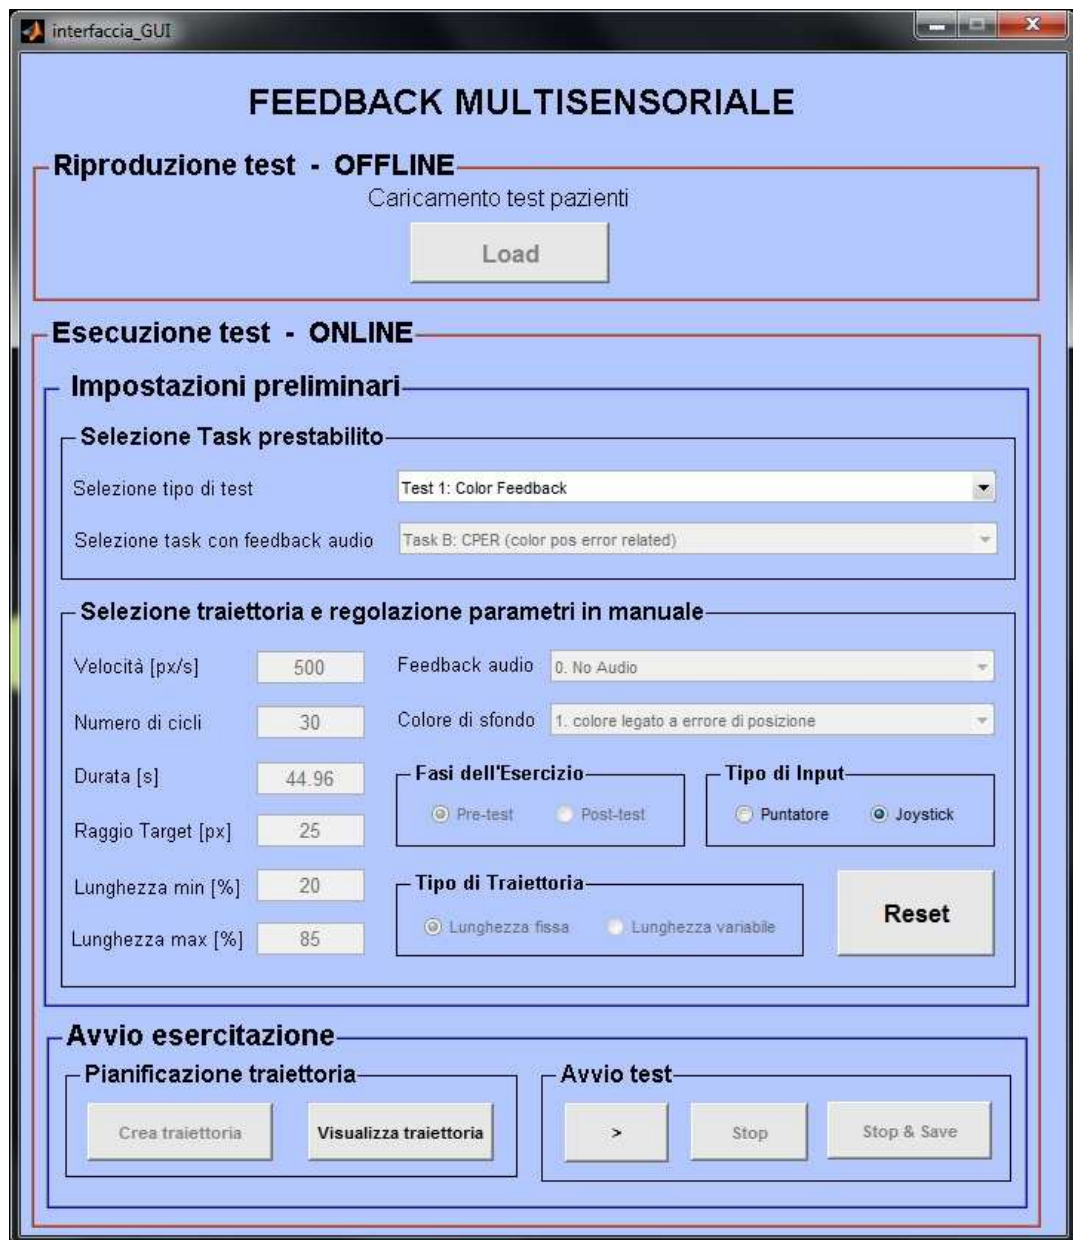 interfaccia_GUI
FEEDBACK MULTISENSORIALE
Riproduzione test - OFFLINE
Caricamento test pazienti
Load
Esecuzione test - ONLINE
Impostazioni preliminari
Selezione Task prestabilito
Selezione tipo di test Test 1: Color Feedback
Selezione task con feedback audio Task B: CPER (color pos error related)
Selezione traiettoria e regolazione parametri in manuale
Velocità [px/s] 500 Feedback audio 0. No Audio
Numero di cicli 30 Colore di sfondo 1. colore legato a errore di posizione
Durata [s] 44.96 Fasi dell'Esercizio Tipo di Input
Pre-test Post-test Puntatore Joystick
Raggio Target [px] 25
Lunghezza min [%] 20 Tipo di Traiettoria
Lunghezza fissa Lunghezza variabile Reset
Lunghezza max [%] 85
Avvio esercitazione
Pianificazione traiettoria Avvio test
Crea traiettoria Visualizza traiettoria > Stop Stop & Save